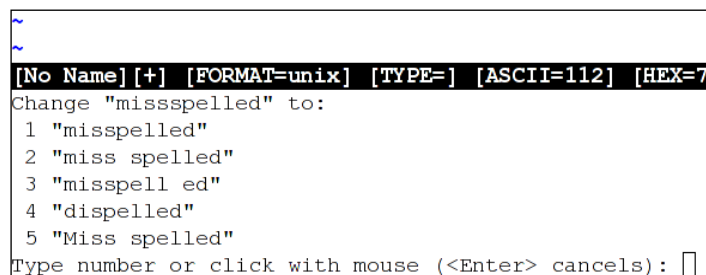 ~
~
[No Name][+] [FORMAT=unix] [TYPE=] [ASCII=112] [HEX=7
Change "missspelled" to:
1 "misspelled"
2 "miss spelled"
3 "misspell ed"
4 "dispelled"
5 "Miss spelled"
Type number or click with mouse (<Enter> cancels):